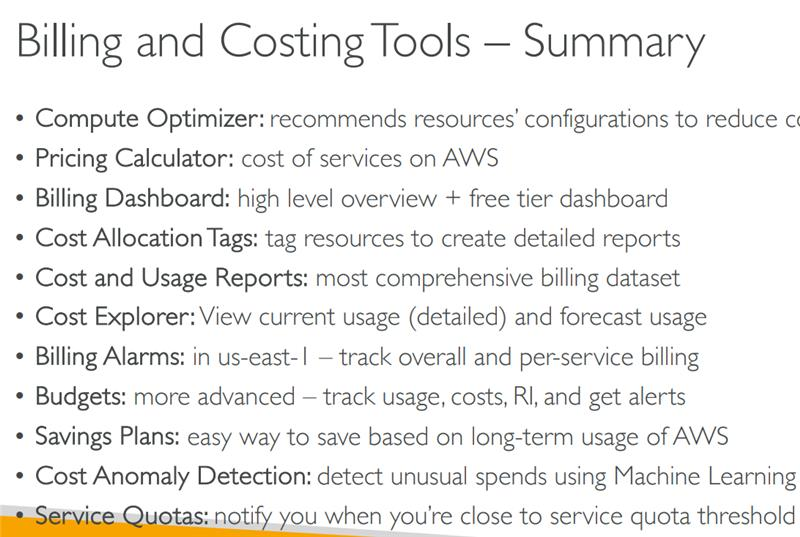 Billing and Costing Tools – Summary
• Compute Optimizer: recommends resources’ configurations to reduce
• Pricing Calculator: cost of services on AWS
• Billing Dashboard: high level overview + free tier dashboard
• Cost Allocation Tags: tag resources to create detailed reports
• Cost and Usage Reports: most comprehensive billing dataset
• Cost Explorer: View current usage (detailed) and forecast usage
• Billing Alarms: in us-east-1 – track overall and per-service billing
• Budgets: more advanced – track usage, costs, RI, and get alerts
• Savings Plans: easy way to save based on long-term usage of AWS
• Cost Anomaly Detection: detect unusual spends using Machine Learning
• Service Quotas: notify you when you’re close to service quota threshold